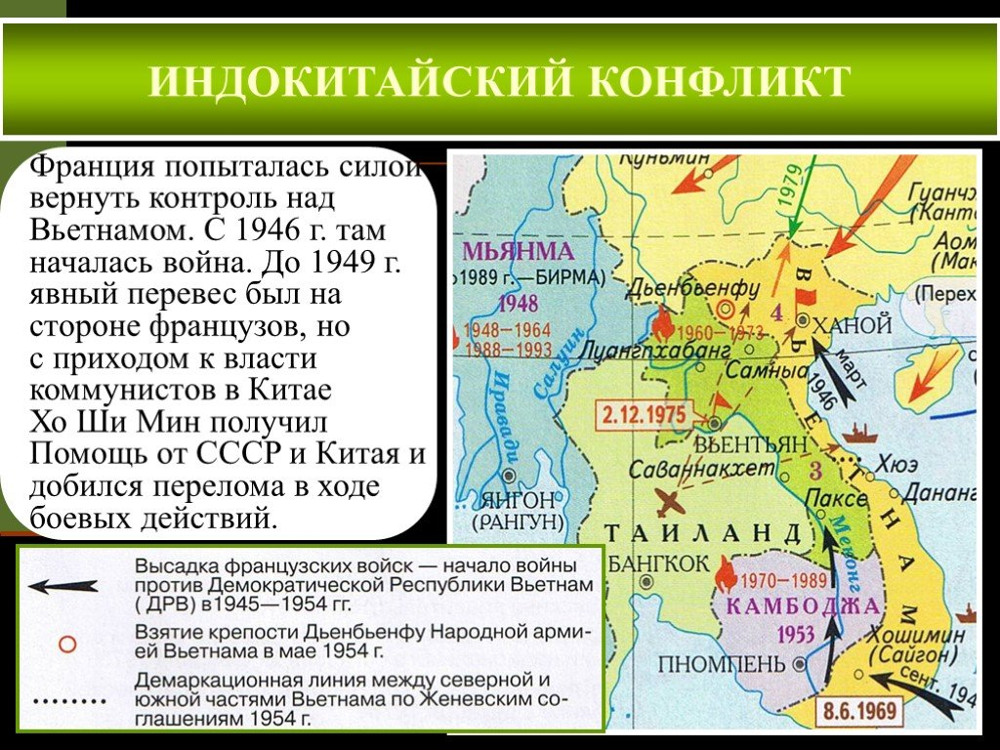 ИНДОКИТАЙСКИЙ КОНФЛИКТ
Франция попыталась силой
вернуть контроль над
Вьетнамом. С 1946 г. там
началась война. До 1949 г.
явный перевес был на
стороне французов, но
с приходом к власти
коммунистов в Китае
Хо Ши Мин получил
Помощь от СССР и Китая и
добился перелома в ходе
боевых действий.
Высадка французских войск — начало войны
против Демократической Республики Вьетнам
( ДРВ) в1945—1954 гг.
Взятие крепости Дьенбьенфу Народной арми-
ей Вьетнама в мае 1954 г.
Демаркационная линия между северной и
южной частями Вьетнама по Женевским со-
глашениям 1954 г.
Куньмин
1979
Гуанчж
(Канто
Аом
(Мак
(Перех
МЬЯНМА
о1989 г.—БИРМА)
1948
1948—1964
1988—1993
Салуин
Иравади
ЯНГОН
(РАНГУН)
Дьенбьенфу
4
ХАНОЙ
1960—1973
Луангпхабанг
Самныа
март
1946
2.12.1975
ВЬЕНТЬЯН
Саваннакхет
3
Хюэ
Дананг
Паксе
Меконг
ВЬЕТНАМ
ТАИЛАНД
БАНГКОК
1970—1989
КАМБОДЖА
1953
ПНОМПЕНЬ
Хошимин
(Сайгон)
сент. 194
8.6.1969